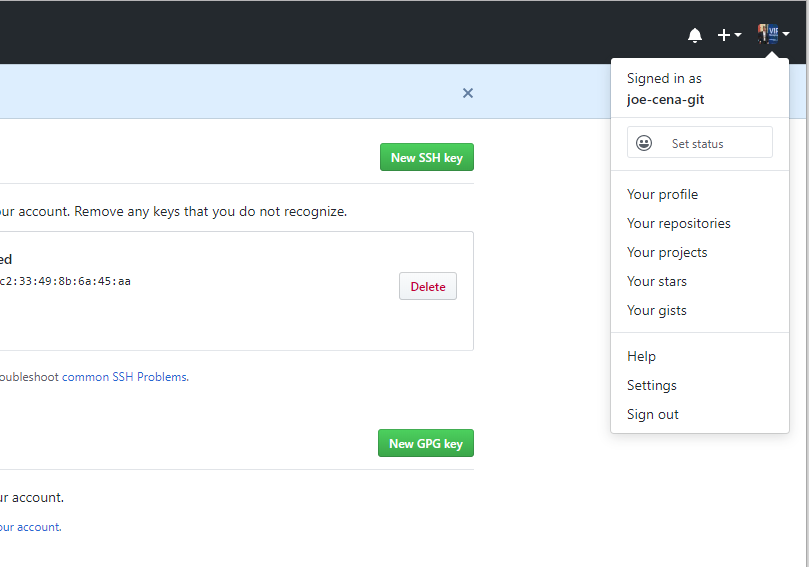 Signed in as
joe-cena-git
Set status
Your profile
Your repositories
Your projects
Your stars
Your gists
Help
Settings
Sign out
New SSH key
our account. Remove any keys that you do not recognize.
ed
c2:33:49:8b:6a:45:aa
Delete
oubleshoot common SSH Problems.
New GPG key
ur account.
our account.